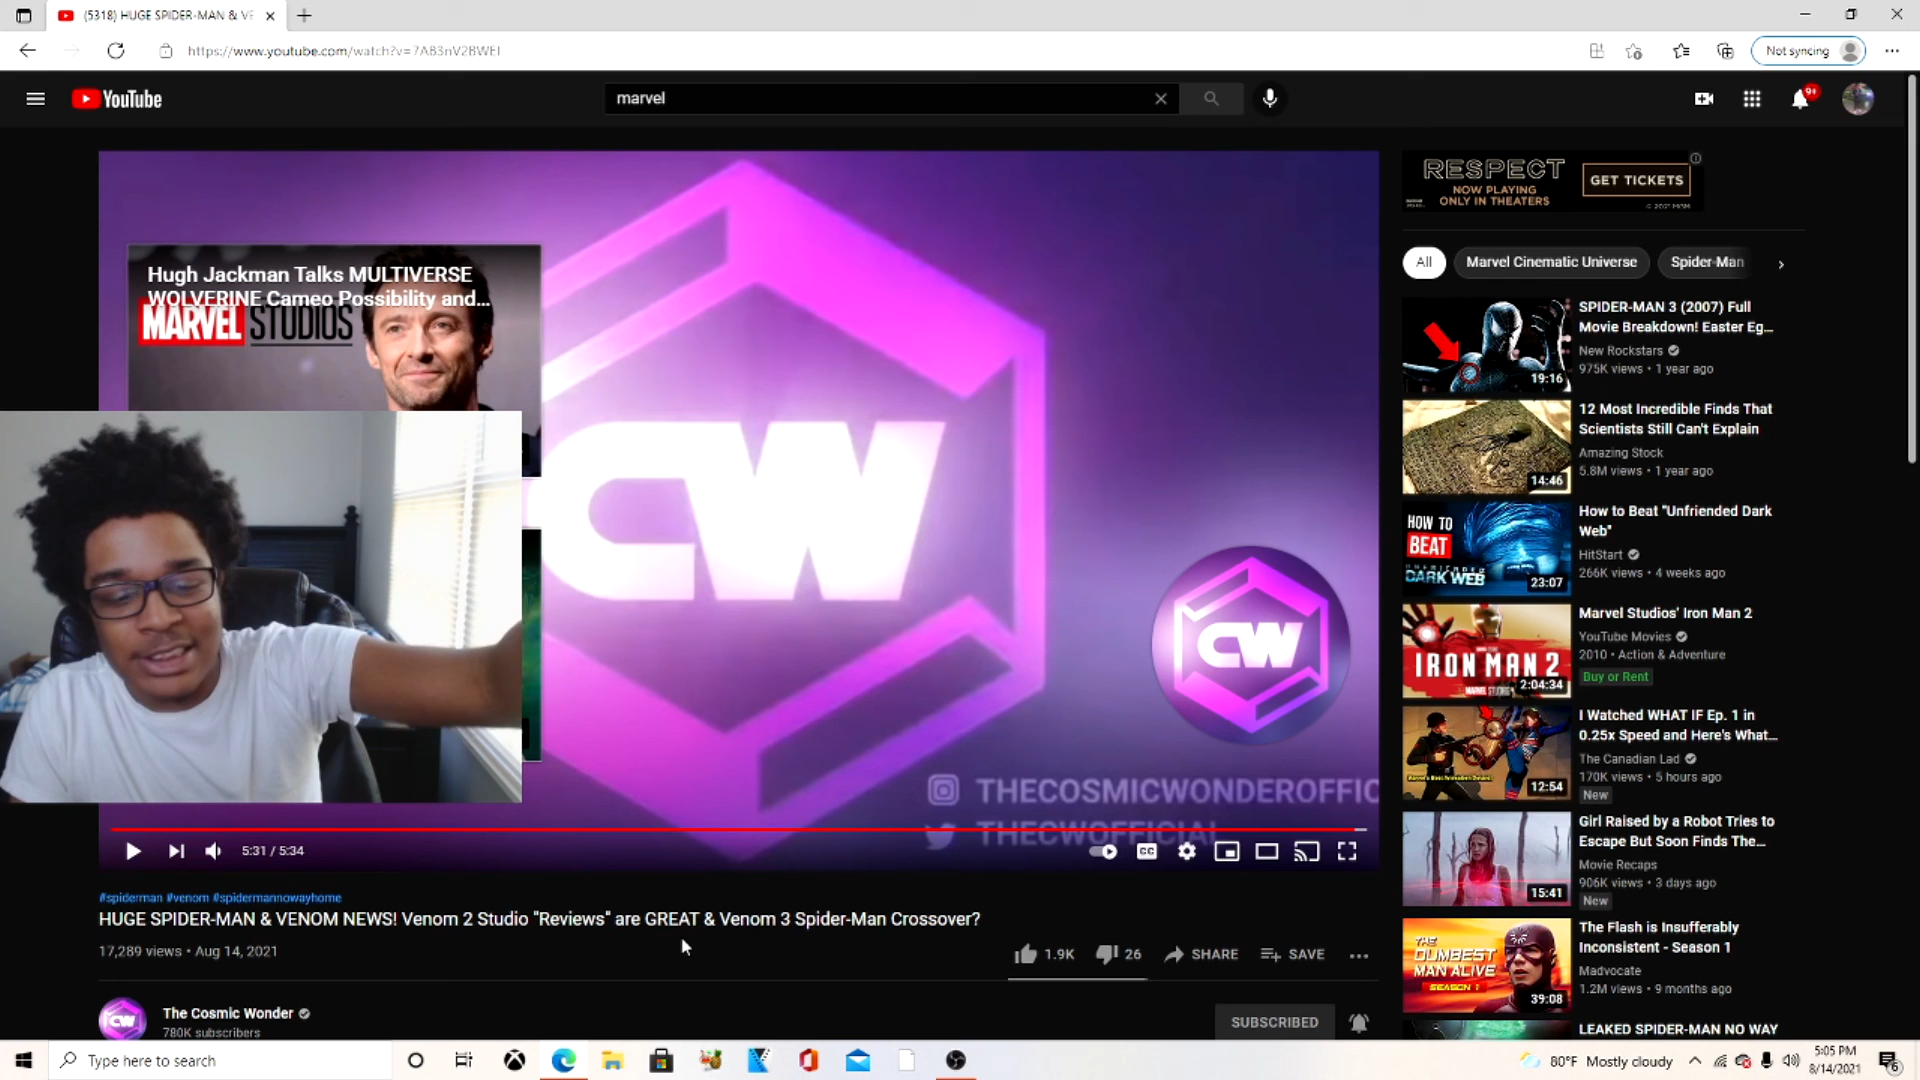 (5318) HUGE SPIDER-MAN & VE
https://www.youtube.com/watch?v=7A83nV2BWEI
Not syncing
YouTube
marvel
9+
RESPECT
NOW PLAYING
ONLY IN THEATERS
GET TICKETS
Hugh Jackman Talks MULTIVERSE
WOLVERINE Cameo Possibility and...
MARVEL STUDIOS
CW
CW
THECOSMICWONDEROFFIC
THECWOFFICIAL
5:31 / 5:34
CC
#spiderman #venom #spidermannowayhome
HUGE SPIDER-MAN & VENOM NEWS! Venom 2 Studio "Reviews" are GREAT & Venom 3 Spider-Man Crossover?
17,289 views • Aug 14, 2021
1.9K
26
SHARE
SAVE
CW
The Cosmic Wonder
780K subscribers
SUBSCRIBED
All
Marvel Cinematic Universe
Spider-Man
SPIDER-MAN 3 (2007) Full
Movie Breakdown! Easter Eg...
New Rockstars
975K views • 1 year ago
19:16
12 Most Incredible Finds That
Scientists Still Can't Explain
Amazing Stock
5.8M views • 1 year ago
14:46
How to Beat "Unfriended Dark
Web"
HitStart
266K views • 4 weeks ago
HOW TO
BEAT
UNFRIENDED
DARK WEB
23:07
Marvel Studios' Iron Man 2
YouTube Movies
2010 • Action & Adventure
Buy or Rent
IRON MAN 2
MARVEL STUDIOS
2:04:34
I Watched WHAT IF Ep. 1 in
0.25x Speed and Here's What...
The Canadian Lad
170K views • 5 hours ago
New
12:54
Girl Raised by a Robot Tries to
Escape But Soon Finds The...
Movie Recaps
906K views • 3 days ago
New
15:41
The Flash is Insufferably
Inconsistent - Season 1
Madvocate
1.2M views • 9 months ago
THE
DUMBEST
MAN ALIVE
SEASON 1
39:08
LEAKED SPIDER-MAN NO WAY
Type here to search
80°F Mostly cloudy
5:05 PM
8/14/2021
6